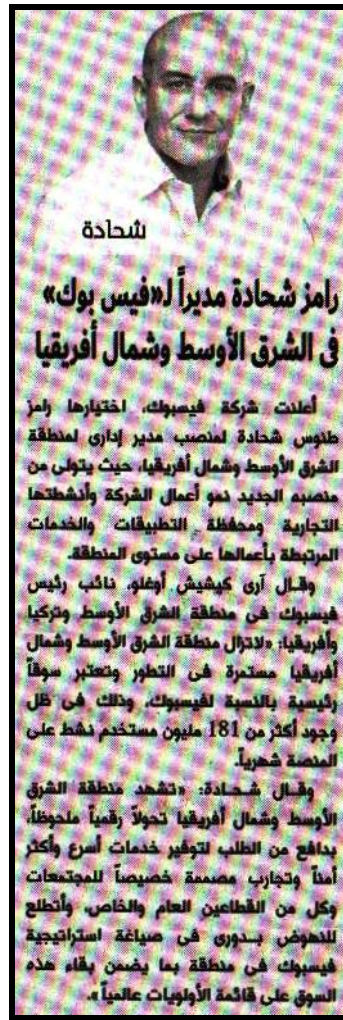 شحادة
رامز شحادة مديراً لـ«فيس بوك»
فى الشرق الأوسط وشمال أفريقيا
أعلنت شركة فيسبوك، اختيارها رامز
طنوس شحادة لمنصب مدير إدارى لمنطقة
الشرق الأوسط وشمال أفريقيا، حيث يتولى من
منصبه الجديد نمو أعمال الشركة وأنشطتها
التجارية ومحفظة التطبيقات والخدمات
المرتبطة بأعمالها على مستوى المنطقة.
وقال آرى كيشيش أوغلو، نائب رئيس
فيسبوك فى منطقة الشرق الأوسط وتركيا
وأفريقيا: «لاتزال منطقة الشرق الأوسط وشمال
أفريقيا مستمرة فى التطور وتعتبر سوقاً
رئيسية بالنسبة لفيسبوك، وذلك فى ظل
وجود أكثر من 181 مليون مستخدم نشط على
المنصة شهرياً.
وقال شحادة: «تشهد منطقة الشرق
الأوسط وشمال أفريقيا تحولاً رقمياً ملحوظاً،
بدافع من الطلب لتوفير خدمات أسرع وأكثر
أمناً وتجارب مصممة خصيصاً للمجتمعات
وكل من القطاعين العام والخاص، وأتطلع
للنهوض بدورى فى صياغة استراتيجية
فيسبوك فى منطقة بما يضمن بقاء هذه
السوق على قائمة الأولويات عالمياً».